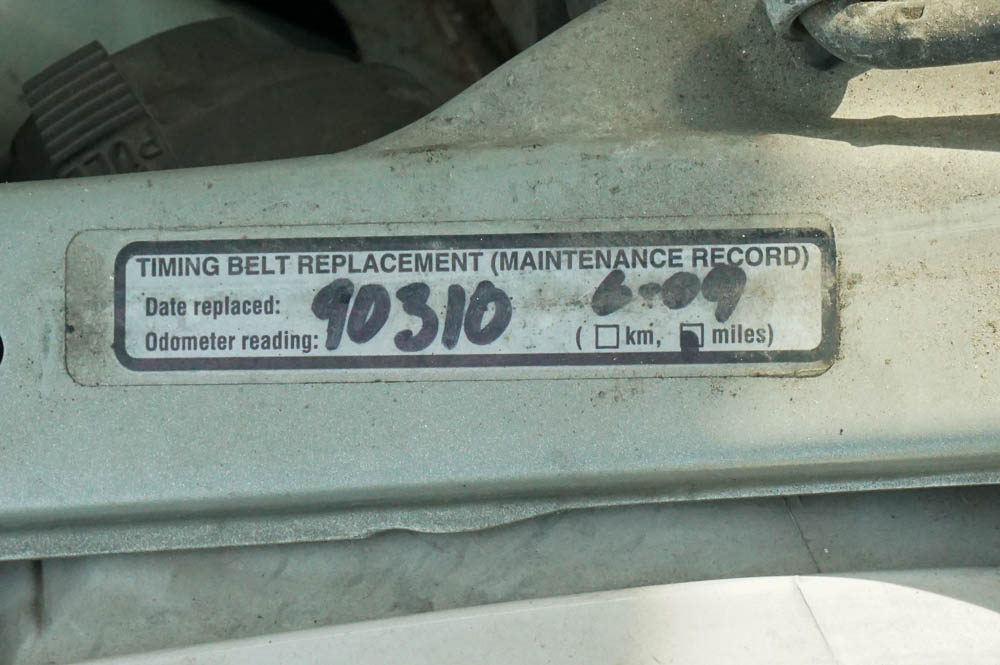 TIMING BELT REPLACEMENT (MAINTENANCE RECORD)
Date replaced: 6-09
Odometer reading: 90310 ( km, miles)